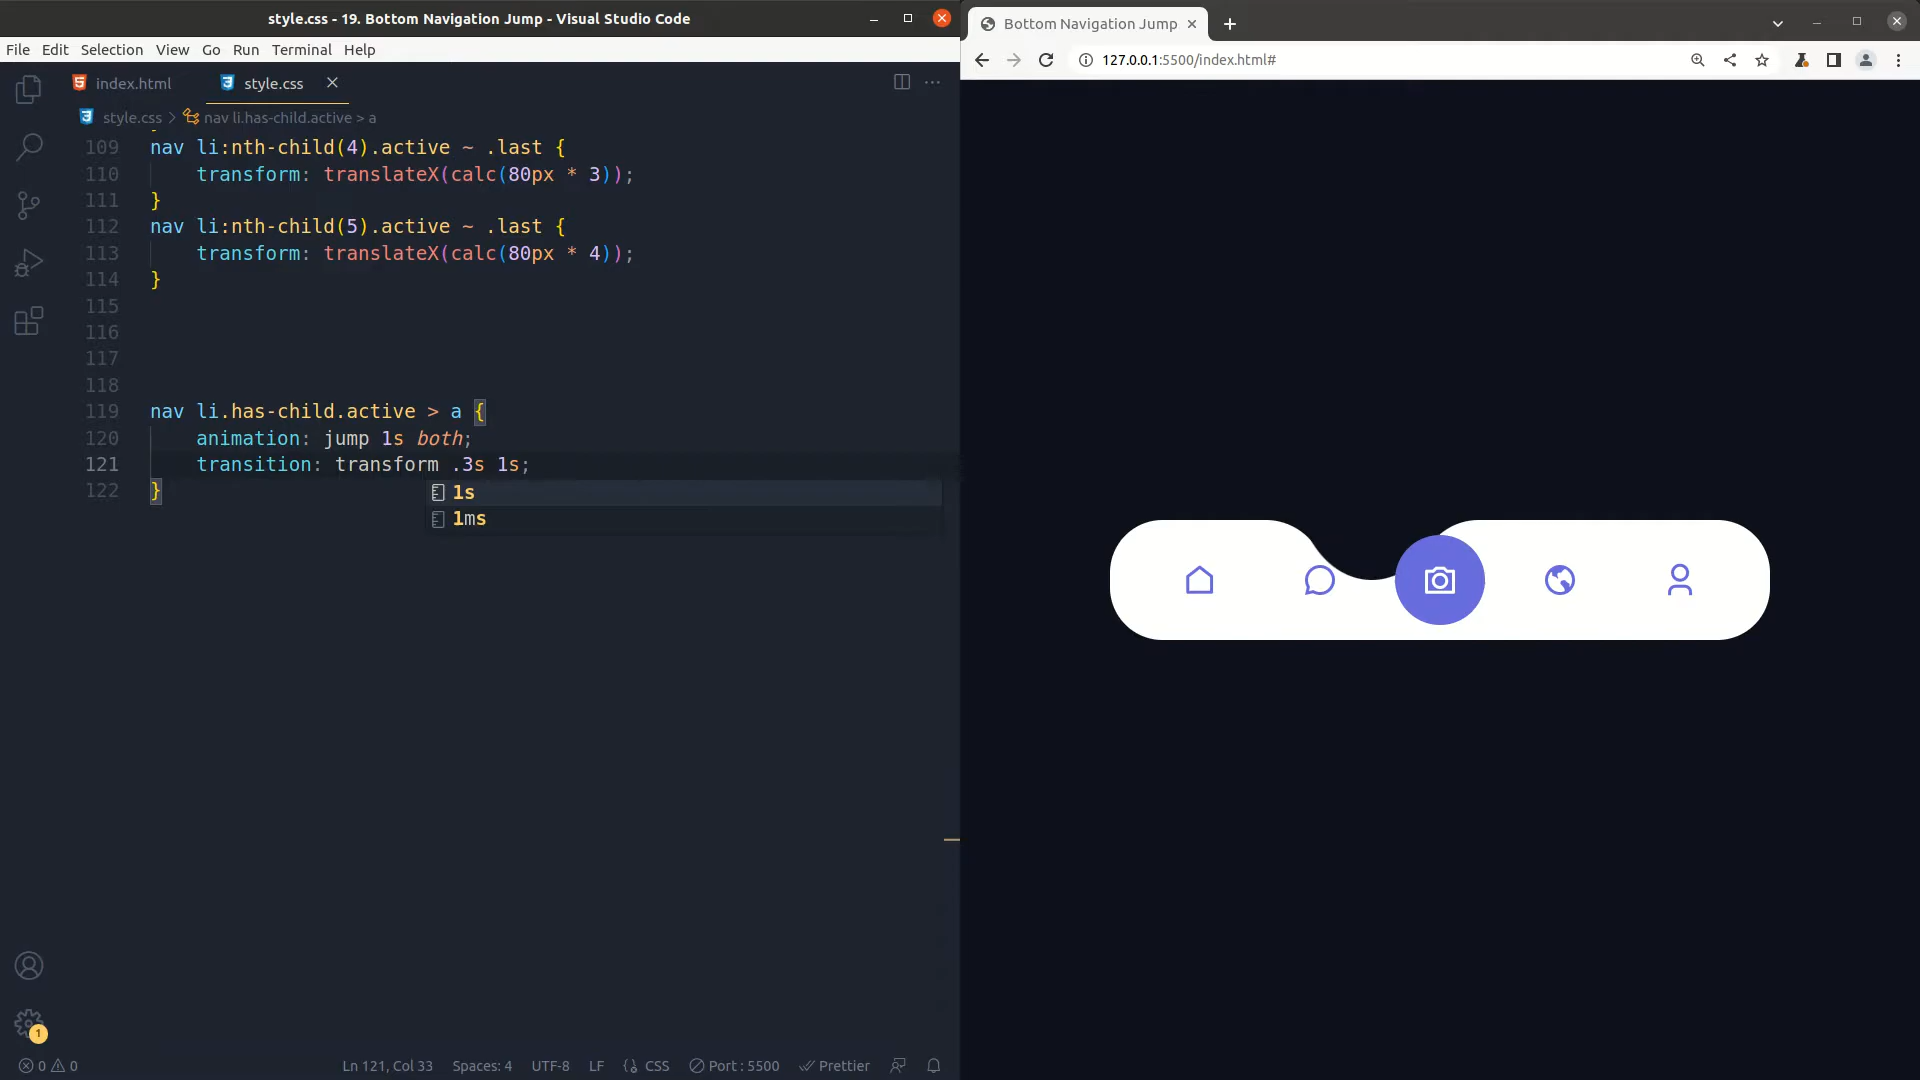 style.css - 19. Bottom Navigation Jump - Visual Studio Code
File Edit Selection View Go Run Terminal Help
index.html style.css
style.css > nav li.has-child.active > a
109 nav li:nth-child(4).active ~ .last {
110 transform: translateX(calc(80px * 3));
111 }
112 nav li:nth-child(5).active ~ .last {
113 transform: translateX(calc(80px * 4));
114 }
115
116
117
118
119 nav li.has-child.active > a {
120 animation: jump 1s both;
121 transition: transform .3s 1s;
122 }
1s
1ms
1
0 0 Ln 121, Col 33 Spaces: 4 UTF-8 LF CSS Port : 5500 Prettier
Bottom Navigation Jump
127.0.0.1:5500/index.html#